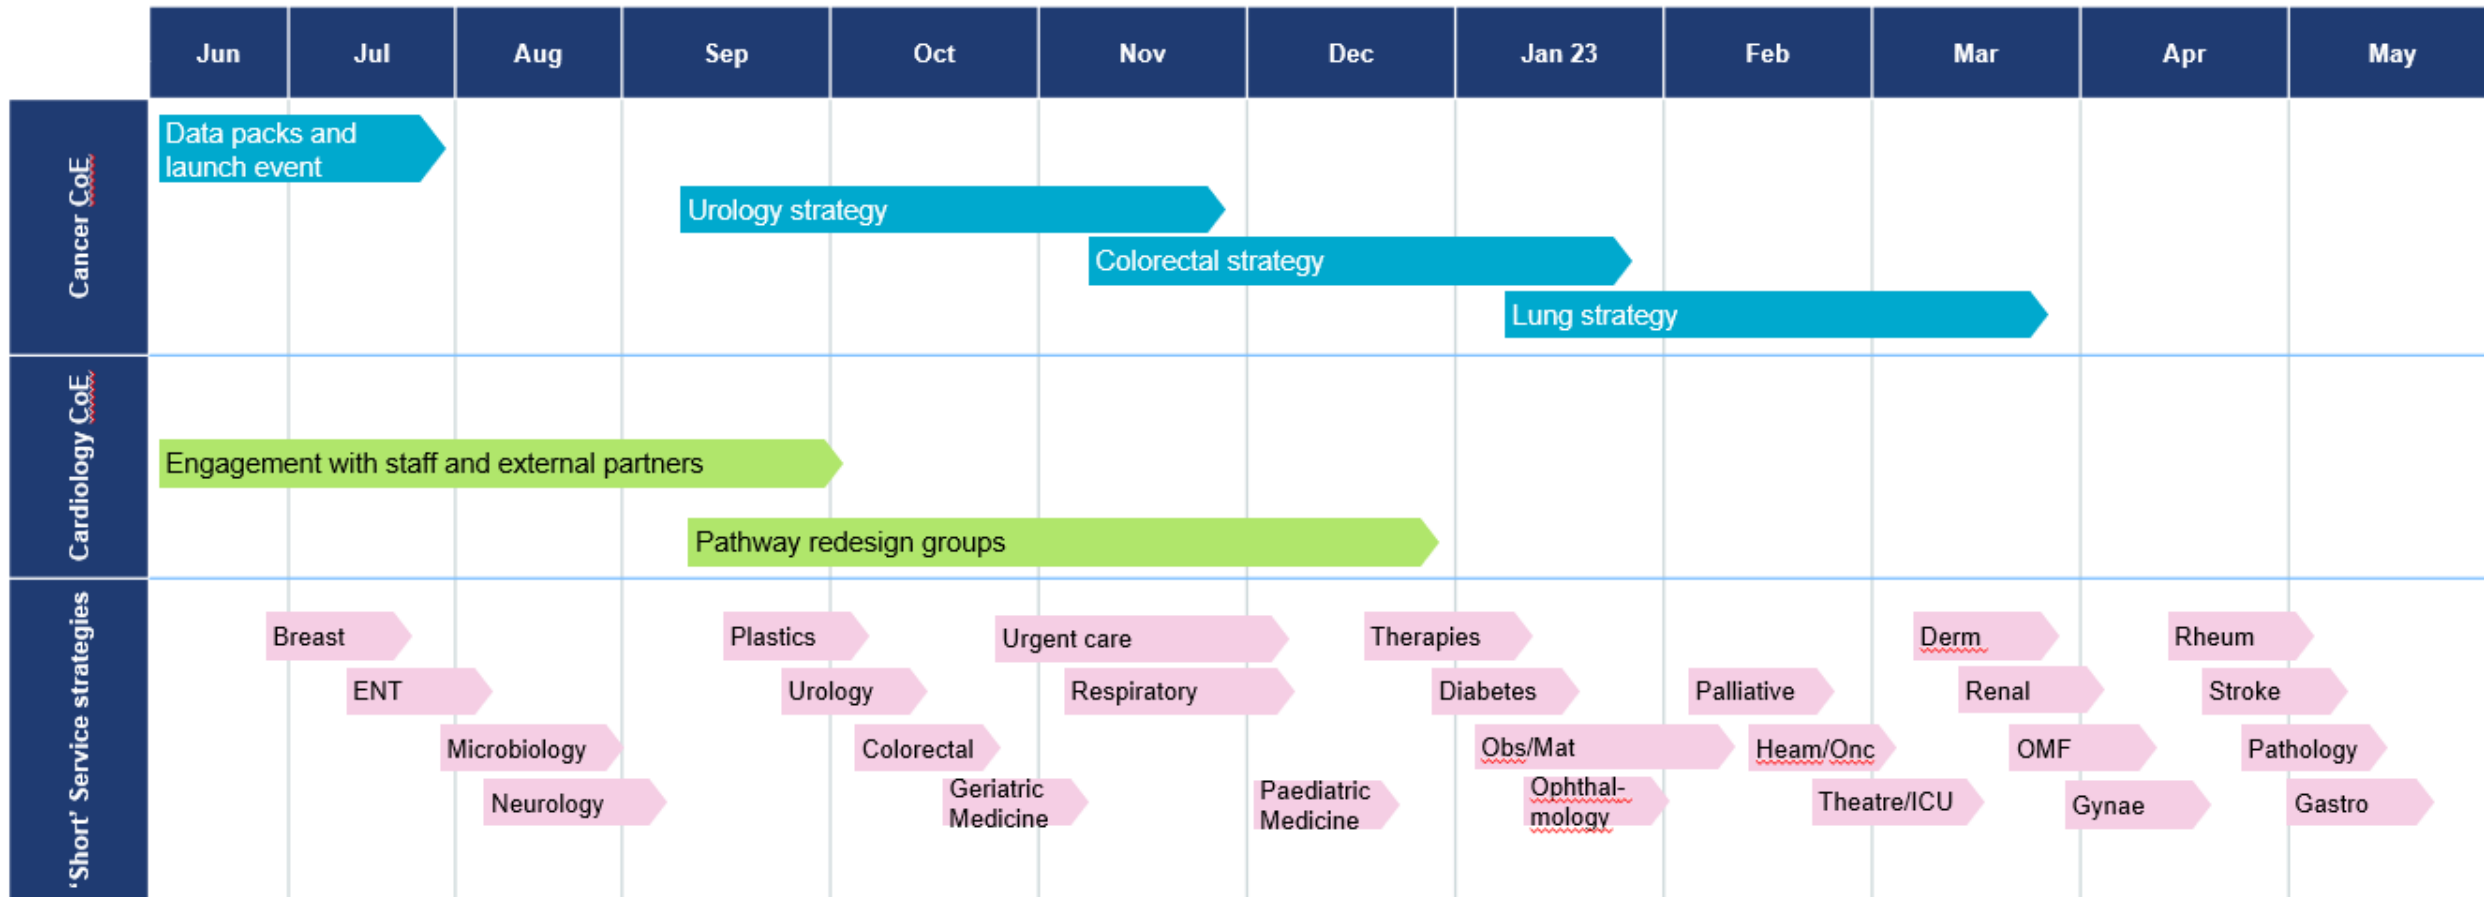 Jun
Jul
Aug
Sep
Oct
Nov
Dec
Jan 23
Feb
Mar
Apr
May
Cancer CoE
Data packs and
launch event
Urology strategy
Colorectal strategy
Lung strategy
Cardiology CoE
Engagement with staff and external partners
Pathway redesign groups
‘Short’ Service strategies
Breast
Plastics
Urgent care
Therapies
Derm
Rheum
ENT
Urology
Respiratory
Diabetes
Palliative
Renal
Stroke
Microbiology
Colorectal
Obs/Mat
Heam/Onc
OMF
Pathology
Neurology
Geriatric
Medicine
Paediatric
Medicine
Ophthal-
mology
Theatre/ICU
Gynae
Gastro